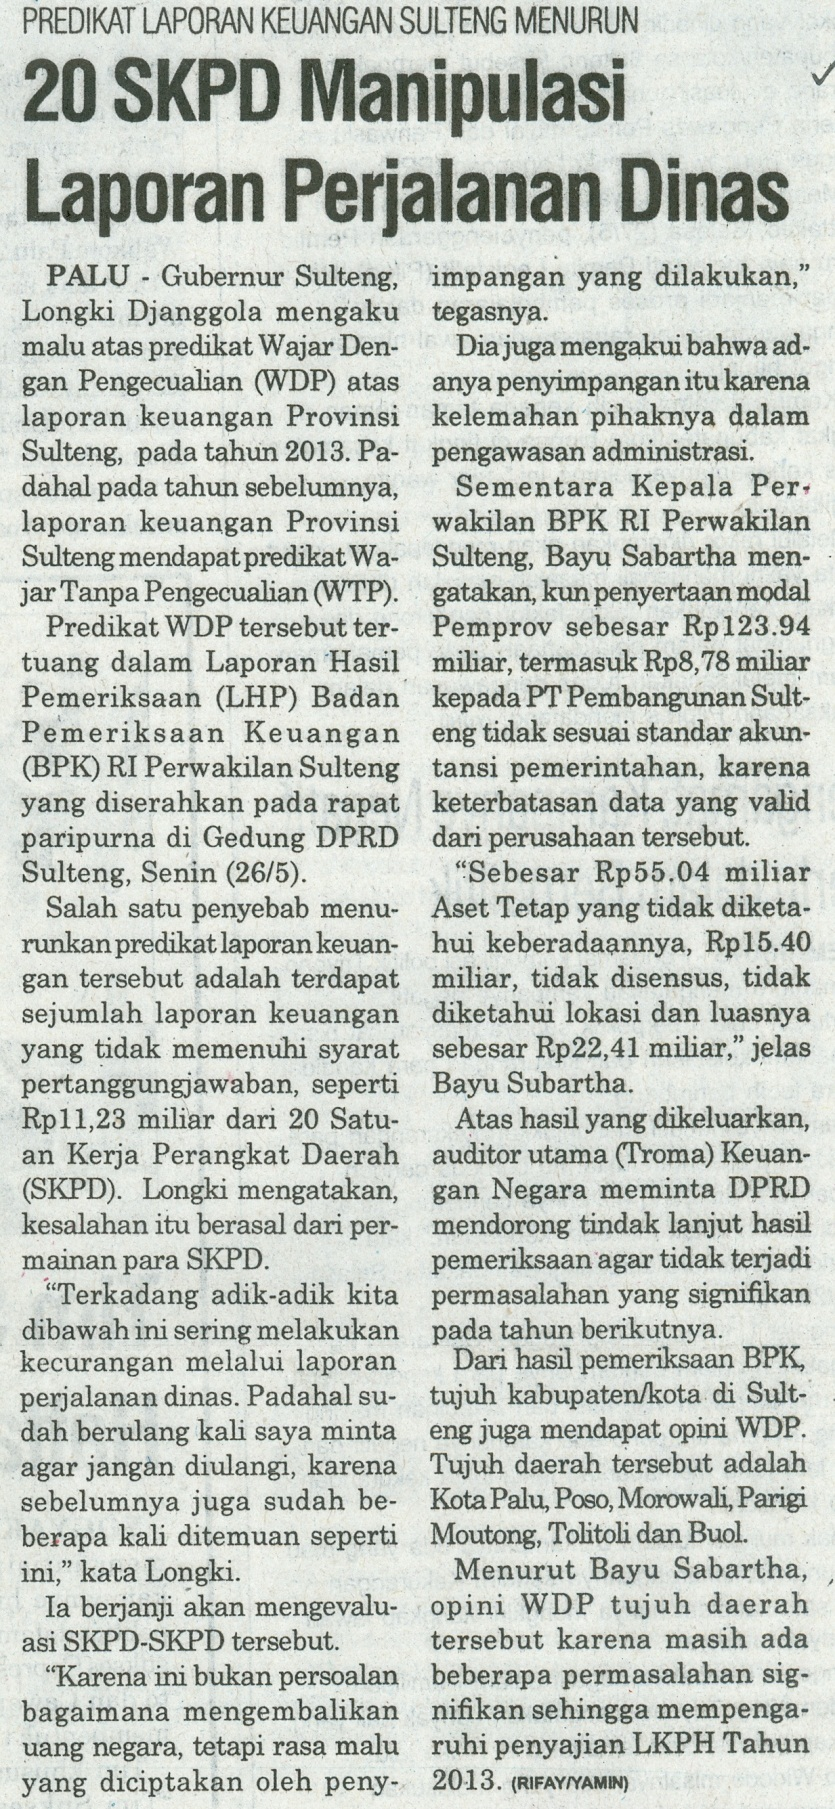 PREDIKAT LAPORAN KEUANGAN SULTENG MENURUN
20 SKPD Manipulasi
Laporan Perjalanan Dinas
PALU - Gubernur Sulteng,
Longki Djanggola mengaku
malu atas predikat Wajar Den-
gan Pengecualian (WDP) atas
laporan keuangan Provinsi
Sulteng, pada tahun 2013. Pa-
dahal pada tahun sebelumnya,
laporan keuangan Provinsi
Sulteng mendapat predikat Wa-
jar Tanpa Pengecualian (WTP).
Predikat WDP tersebut ter-
tuang dalam Laporan Hasil
Pemeriksaan (LHP) Badan
Pemeriksaan Keuangan
(BPK) RI Perwakilan Sulteng
yang diserahkan pada rapat
paripurna di Gedung DPRD
Sulteng, Senin (26/5).
Salah satu penyebab menu-
runkan predikat laporan keuan-
gan tersebut adalah terdapat
sejumlah laporan keuangan
yang tidak memenuhi syarat
pertanggungjawaban, seperti
Rp11,23 miliar dari 20 Satu-
an Kerja Perangkat Daerah
(SKPD). Longki mengatakan,
kesalahan itu berasal dari per-
mainan para SKPD.
“Terkadang adik-adik kita
dibawah ini sering melakukan
kecurangan melalui laporan
perjalanan dinas. Padahal su-
dah berulang kali saya minta
agar jangan diulangi, karena
sebelumnya juga sudah be-
berapa kali ditemuan seperti
ini,” kata Longki.
Ia berjanji akan mengevalu-
asi SKPD-SKPD tersebut.
“Karena ini bukan persoalan
bagaimana mengembalikan
uang negara, tetapi rasa malu
yang diciptakan oleh peny-
impangan yang dilakukan,”
tegasnya.
Dia juga mengakui bahwa ad-
anya penyimpangan itu karena
kelemahan pihaknya dalam
pengawasan administrasi.
Sementara Kepala Per-
wakilan BPK RI Perwakilan
Sulteng, Bayu Sabartha men-
gatakan, kun penyertaan modal
Pemprov sebesar Rp123.94
miliar, termasuk Rp8,78 miliar
kepada PT Pembangunan Sult-
eng tidak sesuai standar akun-
tansi pemerintahan, karena
keterbatasan data yang valid
dari perusahaan tersebut.
“Sebesar Rp55.04 miliar
Aset Tetap yang tidak diketa-
hui keberadaannya, Rp15.40
miliar, tidak disensus, tidak
diketahui lokasi dan luasnya
sebesar Rp22,41 miliar,” jelas
Bayu Subartha.
Atas hasil yang dikeluarkan,
auditor utama (Troma) Keuan-
gan Negara meminta DPRD
mendorong tindak lanjut hasil
pemeriksaan agar tidak terjadi
permasalahan yang signifikan
pada tahun berikutnya.
Dari hasil pemeriksaan BPK,
tujuh kabupaten/kota di Sult-
eng juga mendapat opini WDP.
Tujuh daerah tersebut adalah
Kota Palu, Poso, Morowali, Parigi
Moutong, Tolitoli dan Buol.
Menurut Bayu Sabartha,
opini WDP tujuh daerah
tersebut karena masih ada
beberapa permasalahan sig-
nifikan sehingga mempenga-
ruhi penyajian LKPH Tahun
2013. (RIFAY/YAMIN)